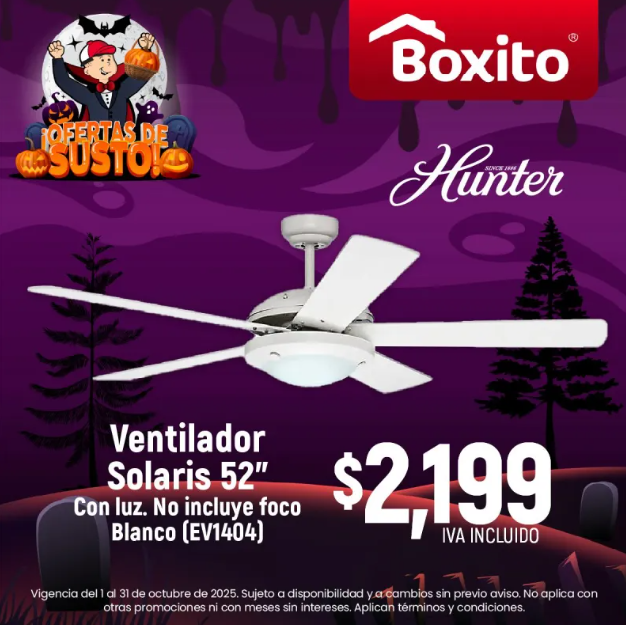 Boxito®
¡OFERTAS DE
SUSTO!
SINCE 1886
Hunter
Ventilador
Solaris 52”
Con luz. No incluye foco
Blanco (EV1404)
$2,199
IVA INCLUIDO
Vigencia del 1 al 31 de octubre de 2025. Sujeto a disponibilidad y a cambios sin previo aviso. No aplica con
otras promociones ni con meses sin intereses. Aplican términos y condiciones.